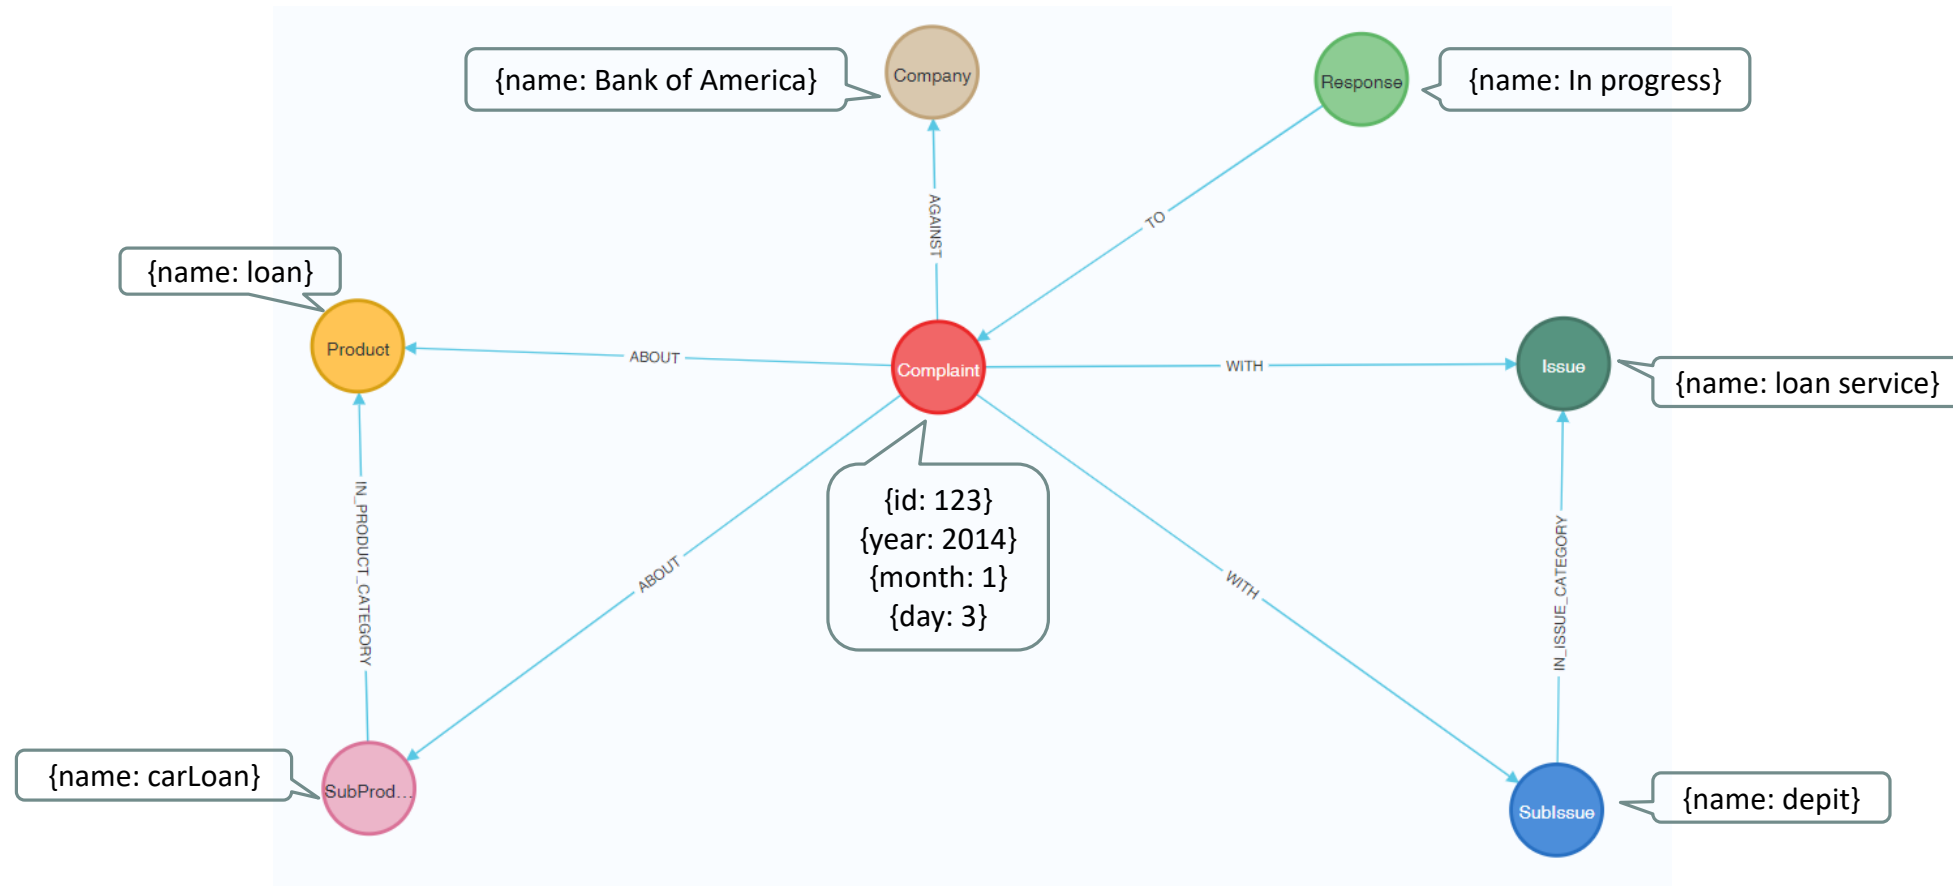 {name: Bank of America}
Company
Response
{name: In progress}
AGAINST
TO
{name: loan}
Product
ABOUT
Complaint
WITH
Issue
{name: loan service}
{id: 123}
{year: 2014}
{month: 1}
{day: 3}
IN_PRODUCT_CATEGORY
ABOUT
WITH
IN_ISSUE_CATEGORY
{name: carLoan}
SubProd...
SubIssue
{name: depit}